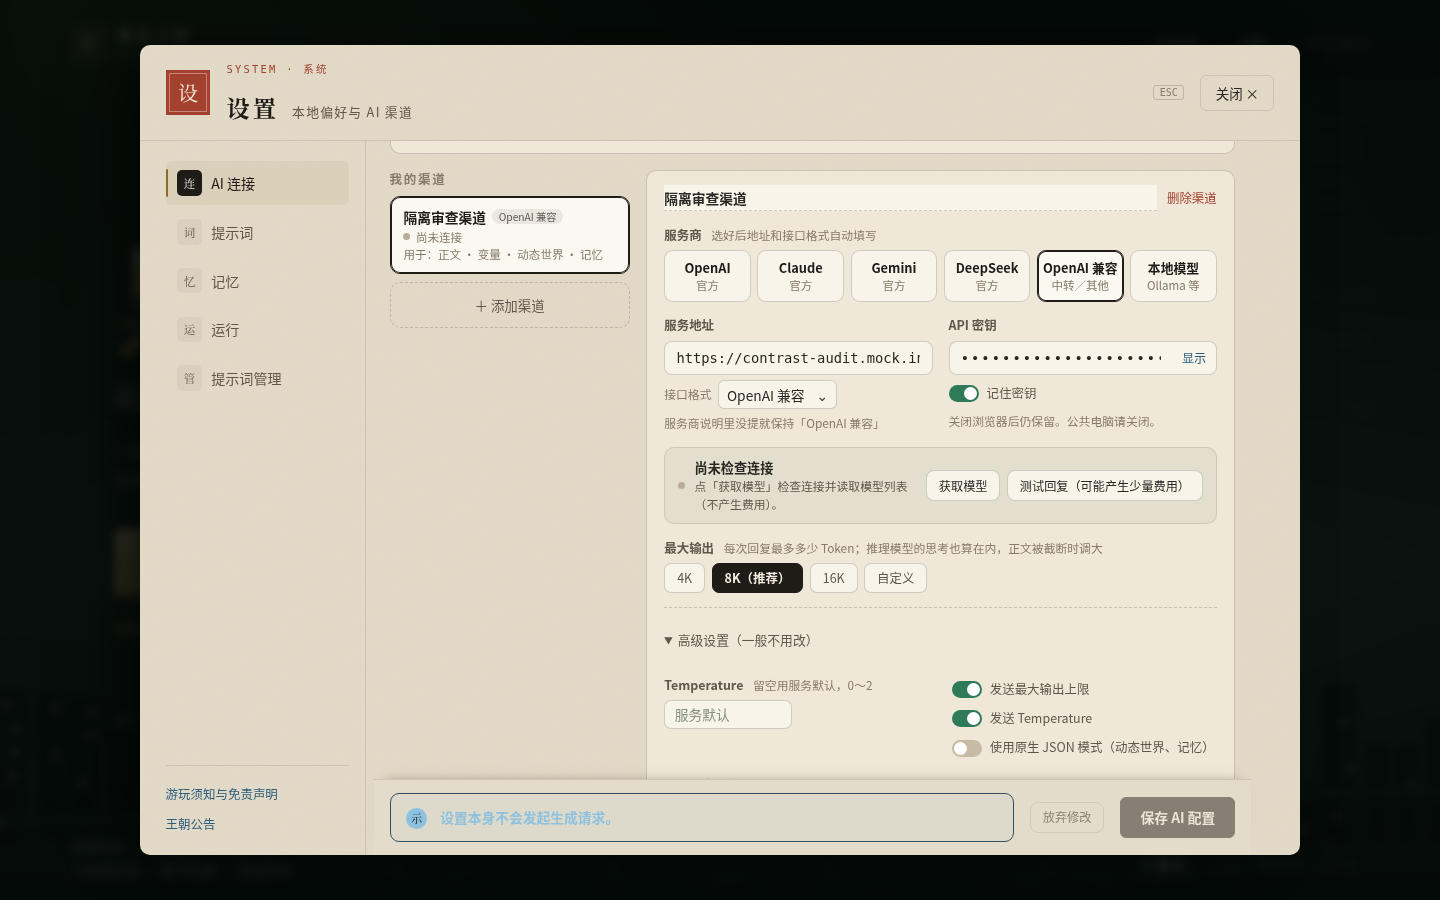 设
SYSTEM · 系统
设置 本地偏好与 AI 渠道
ESC
关闭 ×
连 AI 连接
词 提示词
忆 记忆
运 运行
管 提示词管理
游玩须知与免责声明
王朝公告
我的渠道
隔离审查渠道 OpenAI 兼容
尚未连接
用于：正文 · 变量 · 动态世界 · 记忆
＋ 添加渠道
隔离审查渠道
删除渠道
服务商 选好后地址和接口格式自动填写
OpenAI
官方
Claude
官方
Gemini
官方
DeepSeek
官方
OpenAI 兼容
中转／其他
本地模型
Ollama 等
服务地址
https://contrast-audit.mock.in
接口格式 OpenAI 兼容
服务商说明里没提就保持「OpenAI 兼容」
API 密钥
••••••••••••••••••• 显示
记住密钥
关闭浏览器后仍保留。公共电脑请关闭。
尚未检查连接
点「获取模型」检查连接并读取模型列表
（不产生费用）。
获取模型
测试回复（可能产生少量费用）
最大输出 每次回复最多多少 Token；推理模型的思考也算在内，正文被截断时调大
4K
8K（推荐）
16K
自定义
▼ 高级设置（一般不用改）
Temperature 留空用服务默认，0～2
服务默认
发送最大输出上限
发送 Temperature
使用原生 JSON 模式（动态世界、记忆）
示 设置本身不会发起生成请求。
放弃修改
保存 AI 配置